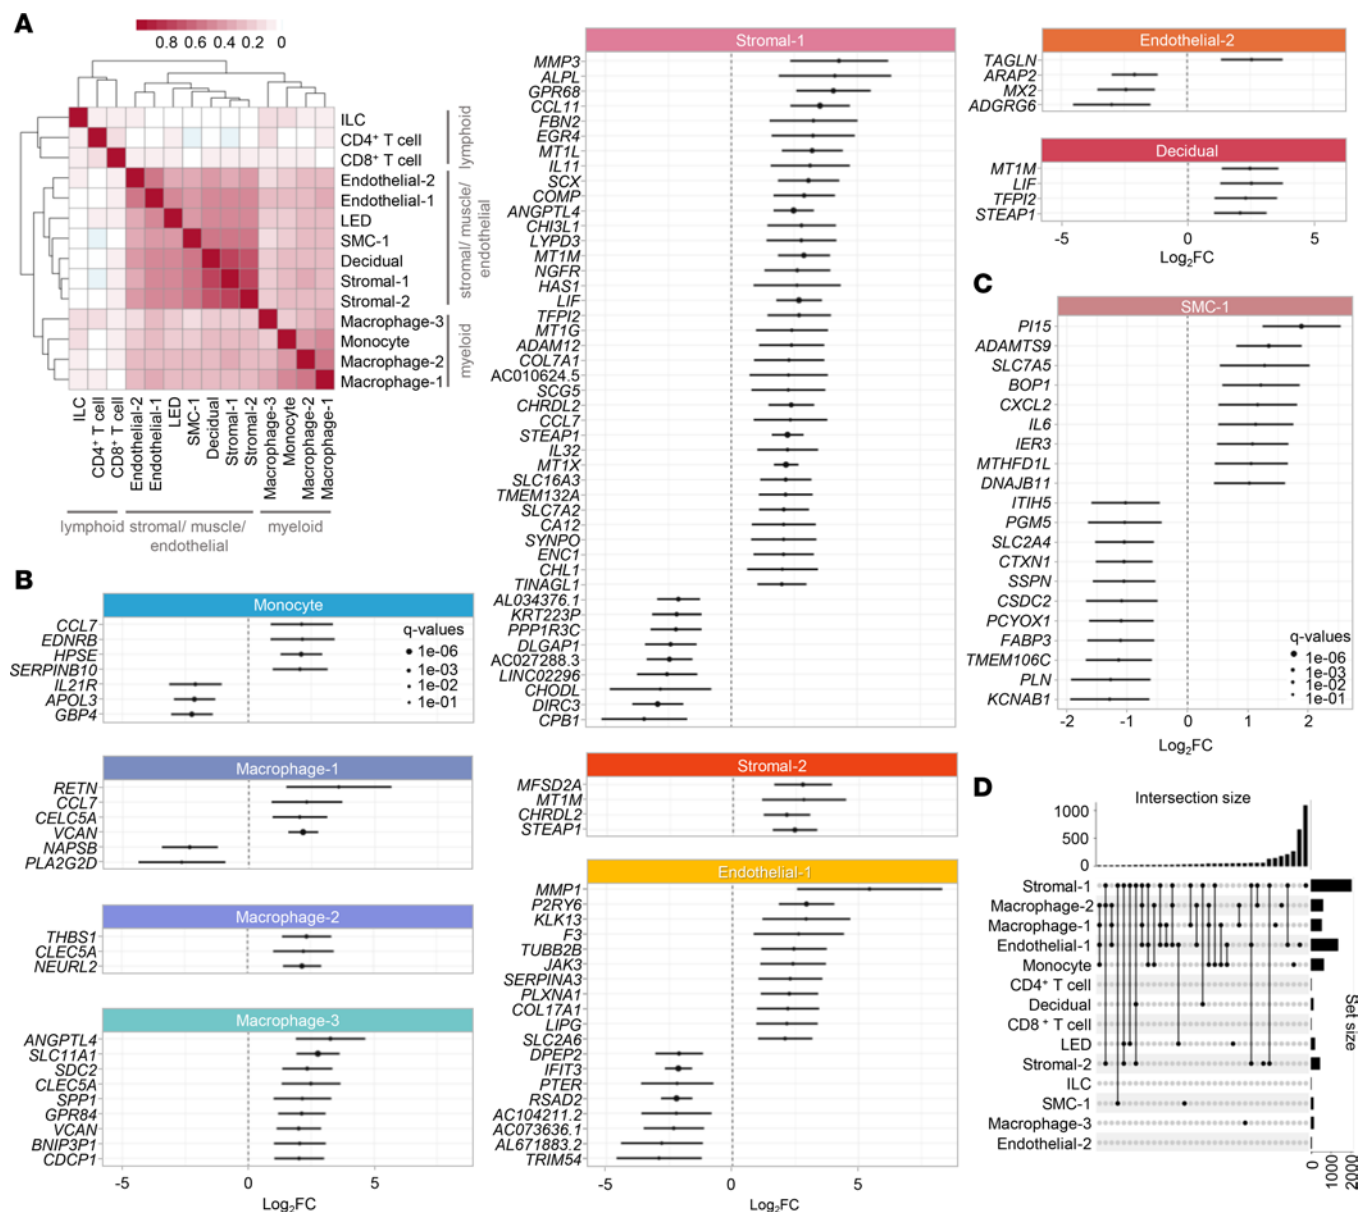 A
0.8 0.6 0.4 0.2 0
ILC
CD4⁺ T cell
CD8⁺ T cell
Endothelial-2
Endothelial-1
LED
SMC-1
Decidual
Stromal-1
Stromal-2
Macrophage-3
Monocyte
Macrophage-2
Macrophage-1
lymphoid
stromal/ muscle/
endothelial
myeloid
ILC
CD4⁺ T cell
CD8⁺ T cell
Endothelial-2
Endothelial-1
LED
SMC-1
Decidual
Stromal-1
Stromal-2
Macrophage-3
Monocyte
Macrophage-2
Macrophage-1
lymphoid
stromal/ muscle/
endothelial
myeloid
B
Monocyte
CCL7
EDNRB
HPSE
SERPINB10
IL21R
APOL3
GBP4
q-values
1e-06
1e-03
1e-02
1e-01
Macrophage-1
RETN
CCL7
CELC5A
VCAN
NAPSB
PLA2G2D
Macrophage-2
THBS1
CLEC5A
NEURL2
Macrophage-3
ANGPTL4
SLC11A1
SDC2
CLEC5A
SPP1
GPR84
VCAN
BNIP3P1
CDCP1
-5 0 5
Log₂FC
Stromal-1
MMP3
ALPL
GPR68
CCL11
FBN2
EGR4
MT1L
IL11
SCX
COMP
ANGPTL4
CHI3L1
LYPD3
MT1M
NGFR
HAS1
LIF
TFPI2
MT1G
ADAM12
COL7A1
AC010624.5
SCG5
CHRDL2
CCL7
STEAP1
IL32
MT1X
SLC16A3
TMEM132A
SLC7A2
CA12
SYNPO
ENC1
CHL1
TINAGL1
AL034376.1
KRT223P
PPP1R3C
DLGAP1
AC027288.3
LINC02296
CHODL
DIRC3
CPB1
Stromal-2
MFSD2A
MT1M
CHRDL2
STEAP1
Endothelial-1
MMP1
P2RY6
KLK13
F3
TUBB2B
JAK3
SERPINA3
PLXNA1
COL17A1
LIPG
SLC2A6
DPEP2
IFIT3
PTER
RSAD2
AC104211.2
AC073636.1
AL671883.2
TRIM54
-5 0 5
Log₂FC
Endothelial-2
TAGLN
ARAP2
MX2
ADGRG6
Decidual
MT1M
LIF
TFPI2
STEAP1
-5 0 5
Log₂FC
C
SMC-1
PI15
ADAMTS9
SLC7A5
BOP1
CXCL2
IL6
IER3
MTHFD1L
DNAJB11
ITIH5
PGM5
SLC2A4
CTXN1
SSPN
CSDC2
PCYOX1
FABP3
TMEM106C
PLN
KCNAB1
q-values
1e-06
1e-03
1e-02
1e-01
-2 -1 0 1 2
Log₂FC
D
Intersection size
1000
500
0
Stromal-1
Macrophage-2
Macrophage-1
Endothelial-1
Monocyte
CD4⁺ T cell
Decidual
CD8 ⁺ T cell
LED
Stromal-2
ILC
SMC-1
Macrophage-3
Endothelial-2
Set size
0
1000
2000